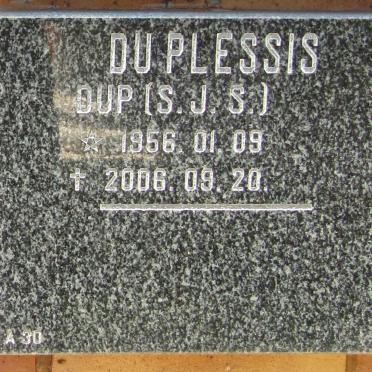 DU PLESSIS
DUP (S. J. S.)
☆ 1956. 01. 09
✝ 2006. 09. 20.
A 30